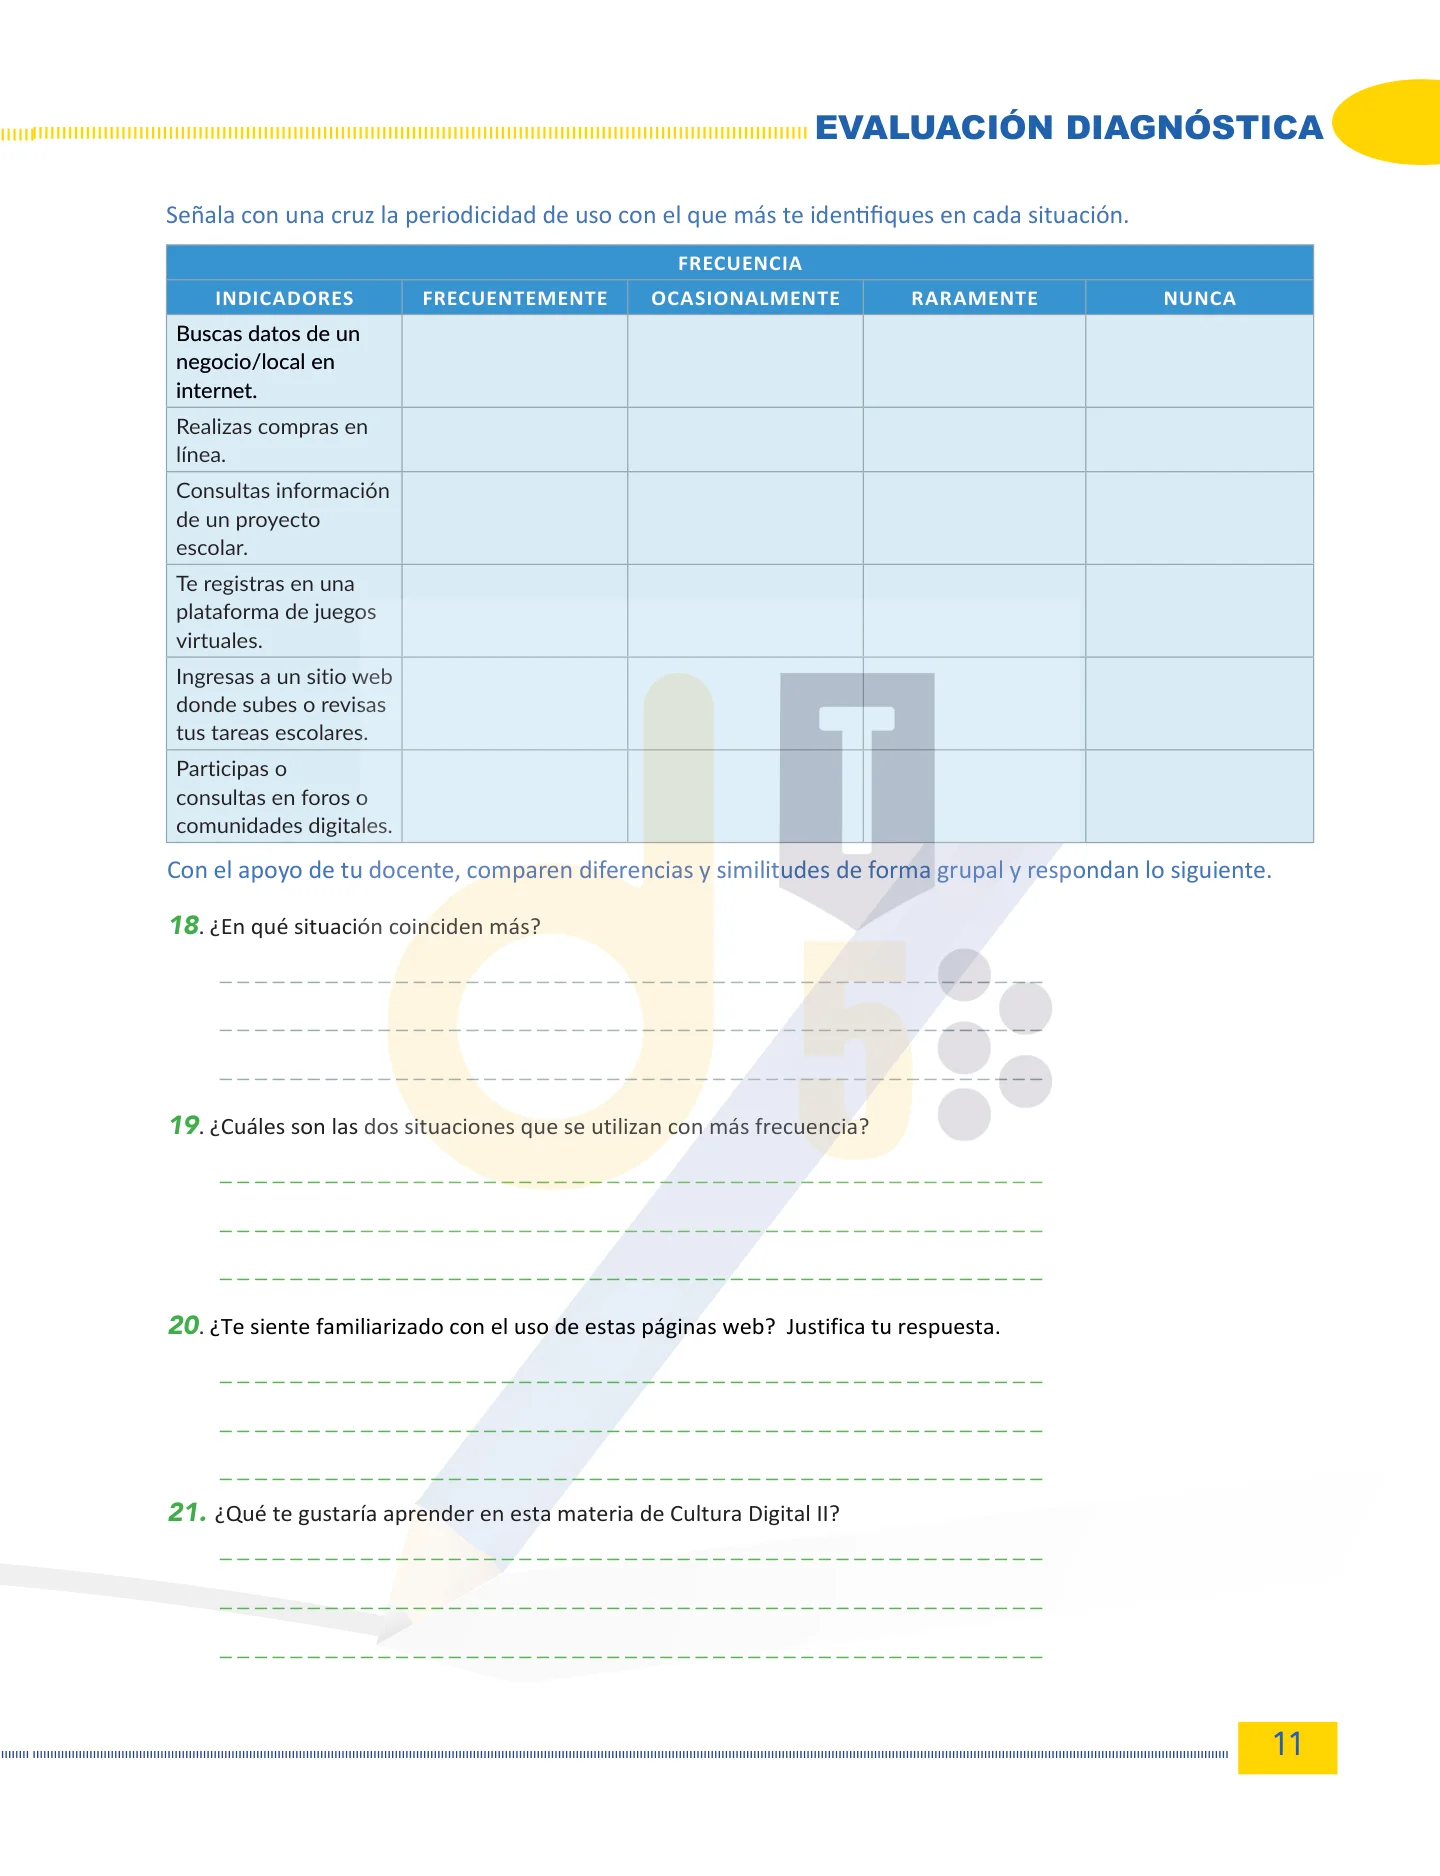 EVALUACIÓN DIAGNÓSTICA
Señala con una cruz la periodicidad de uso con el que más te identifiques en cada situación.
FRECUENCIA
INDICADORES FRECUENTEMENTE OCASIONALMENTE RARAMENTE NUNCA
Buscas datos de un
negocio/local en
internet.
Realizas compras en
línea.
Consultas información
de un proyecto
escolar.
Te registras en una
plataforma de juegos
virtuales.
Ingresas a un sitio web
donde subes o revisas
tus tareas escolares.
Participas o
consultas en foros o
comunidades digitales.
Con el apoyo de tu docente, comparen diferencias y similitudes de forma grupal y respondan lo siguiente.
18. ¿En qué situación coinciden más?
19. ¿Cuáles son las dos situaciones que se utilizan con más frecuencia?
20. ¿Te siente familiarizado con el uso de estas páginas web? Justifica tu respuesta.
21. ¿Qué te gustaría aprender en esta materia de Cultura Digital II?
11